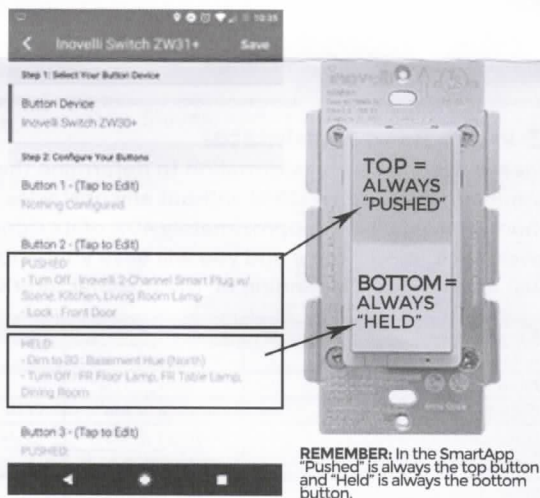 10:35
Inovelli Switch ZW31+
Save
Step 1: Select Your Button Device
Button Device
Inovelli Switch ZW30+
Step 2: Configure Your Buttons
Button 1 - (Tap to Edit)
Nothing Configured
Button 2 - (Tap to Edit)
PUSHED:
- Turn Off : Inovelli 2-Channel Smart Plug w/
Scene, Kitchen, Living Room Lamp
- Lock : Front Door
HELD:
- Dim to 30 : Basement Hue (North)
- Turn Off : FR Floor Lamp, FR Table Lamp,
Dining Room
Button 3 - (Tap to Edit)
PUSHED:
TOP =
ALWAYS
"PUSHED"
BOTTOM =
ALWAYS
"HELD"
REMEMBER: In the SmartApp
"Pushed" is always the top button
and "Held" is always the bottom
button.